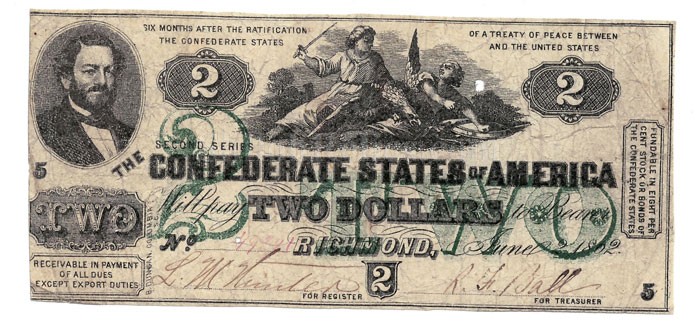 SIX MONTHS AFTER THE RATIFICATION OF A TREATY OF PEACE BETWEEN
THE CONFEDERATE STATES AND THE UNITED STATES
2 2
2
SECOND SERIES
THE CONFEDERATE STATES OF AMERICA
Will pay TWO DOLLARS to Bearer
TWO
RICHMOND, June 2 1862.
No
5
TWO
RECEIVABLE IN PAYMENT
OF ALL DUES
EXCEPT EXPORT DUTIES
FUNDABLE IN EIGHT PER
CENT STOCK OR BONDS OF
THE CONFEDERATE STATES
2
FOR REGISTER
FOR TREASURER
5